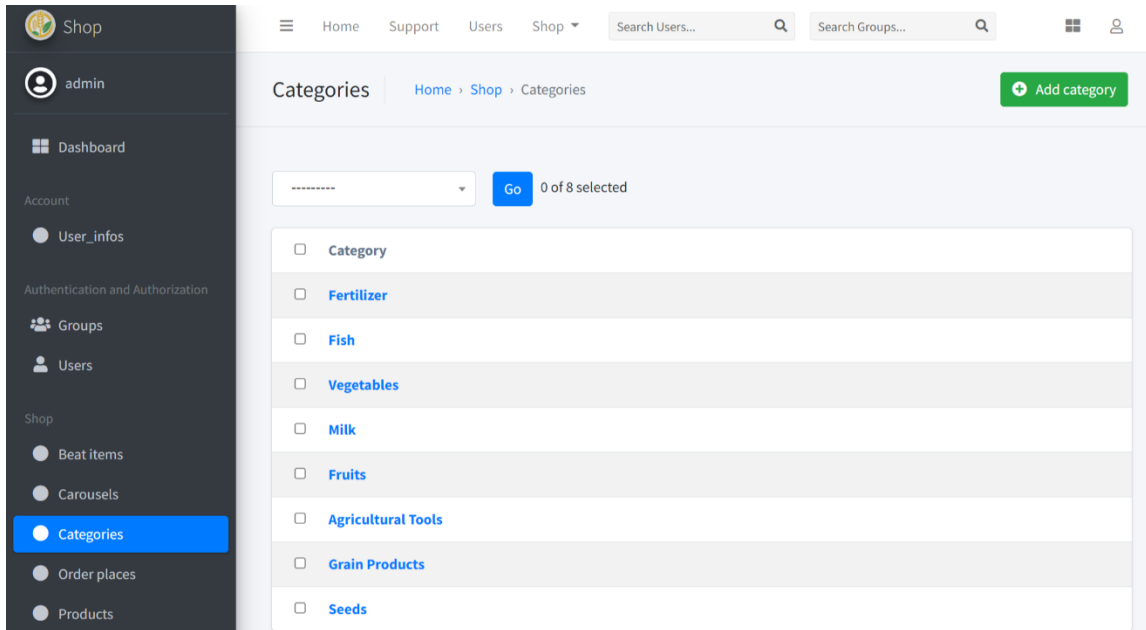 Shop
admin
Dashboard
Account
User_infos
Authentication and Authorization
Groups
Users
Shop
Beat items
Carousels
Categories
Order places
Products
Home Support Users Shop Search Users... Search Groups...
Categories Home › Shop › Categories Add category
--------- Go 0 of 8 selected
Category
Fertilizer
Fish
Vegetables
Milk
Fruits
Agricultural Tools
Grain Products
Seeds